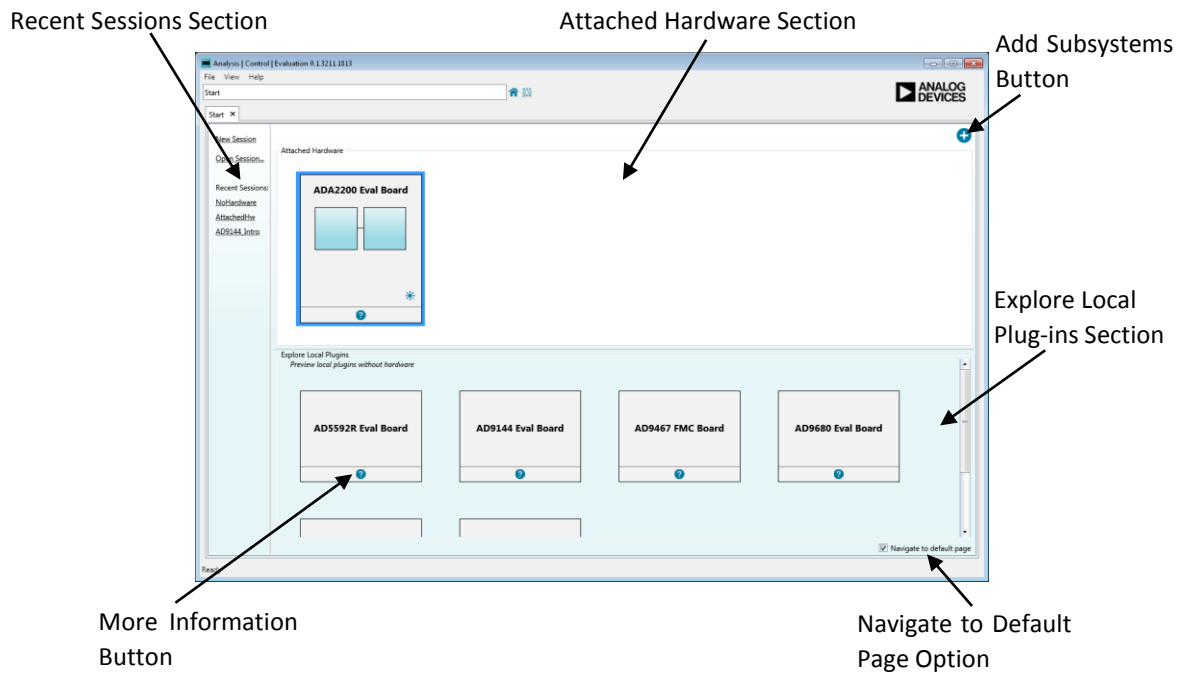 Recent Sessions Section
Attached Hardware Section
Add Subsystems
Button
Analysis | Control | Evaluation 0.1.3211.1813
File View Help
Start
ANALOG
DEVICES
Start ×
New Session
Open Session...
Recent Sessions:
NoHardware
AttachedHw
AD9144_Intro
Attached Hardware
ADA2200 Eval Board
?
Explore Local
Plug-ins Section
Explore Local Plugins
Preview local plugins without hardware
AD5592R Eval Board
AD9144 Eval Board
AD9467 FMC Board
AD9680 Eval Board
? ? ? ?
Navigate to default page
Ready
More Information
Button
Navigate to Default
Page Option